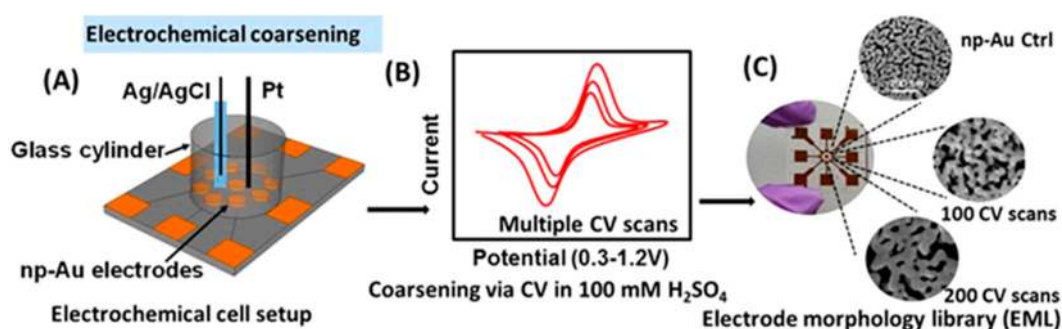 Electrochemical coarsening
(A)
Ag/AgCl
Pt
Glass cylinder
np-Au electrodes
Electrochemical cell setup
(B)
Current
Multiple CV scans
Potential (0.3-1.2V)
Coarsening via CV in 100 mM H₂SO₄
(C)
np-Au Ctrl
100 CV scans
200 CV scans
Electrode morphology library (EML)